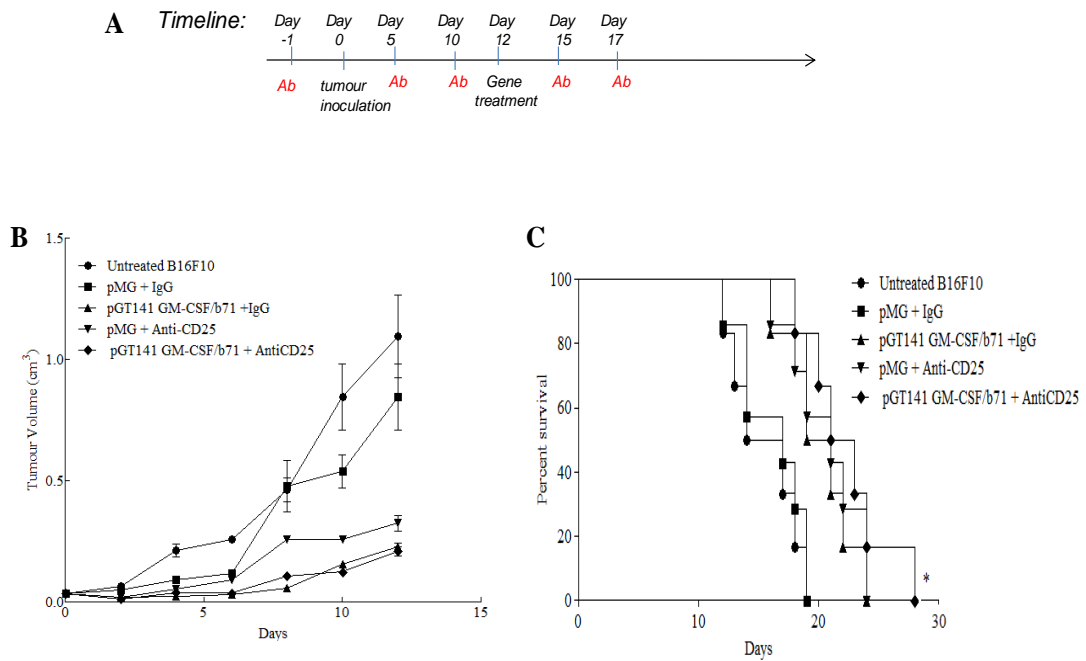 A
Timeline:
Day -1
Day 0
Day 5
Day 10
Day 12
Day 15
Day 17
Ab
tumour inoculation
Ab
Ab
Gene treatment
Ab
Ab
B
Tumour Volume (cm3)
1.5
1.0
0.5
0.0
0 5 10 15
Days
Untreated B16F10
pMG + IgG
pGT141 GM-CSF/b71 +IgG
pMG + Anti-CD25
pGT141 GM-CSF/b71 + AntiCD25
C
Percent survival
100
80
60
40
20
0
0 10 20 30
Days
Untreated B16F10
pMG + IgG
pGT141 GM-CSF/b71 +IgG
pMG + Anti-CD25
pGT141 GM-CSF/b71 + AntiCD25
*